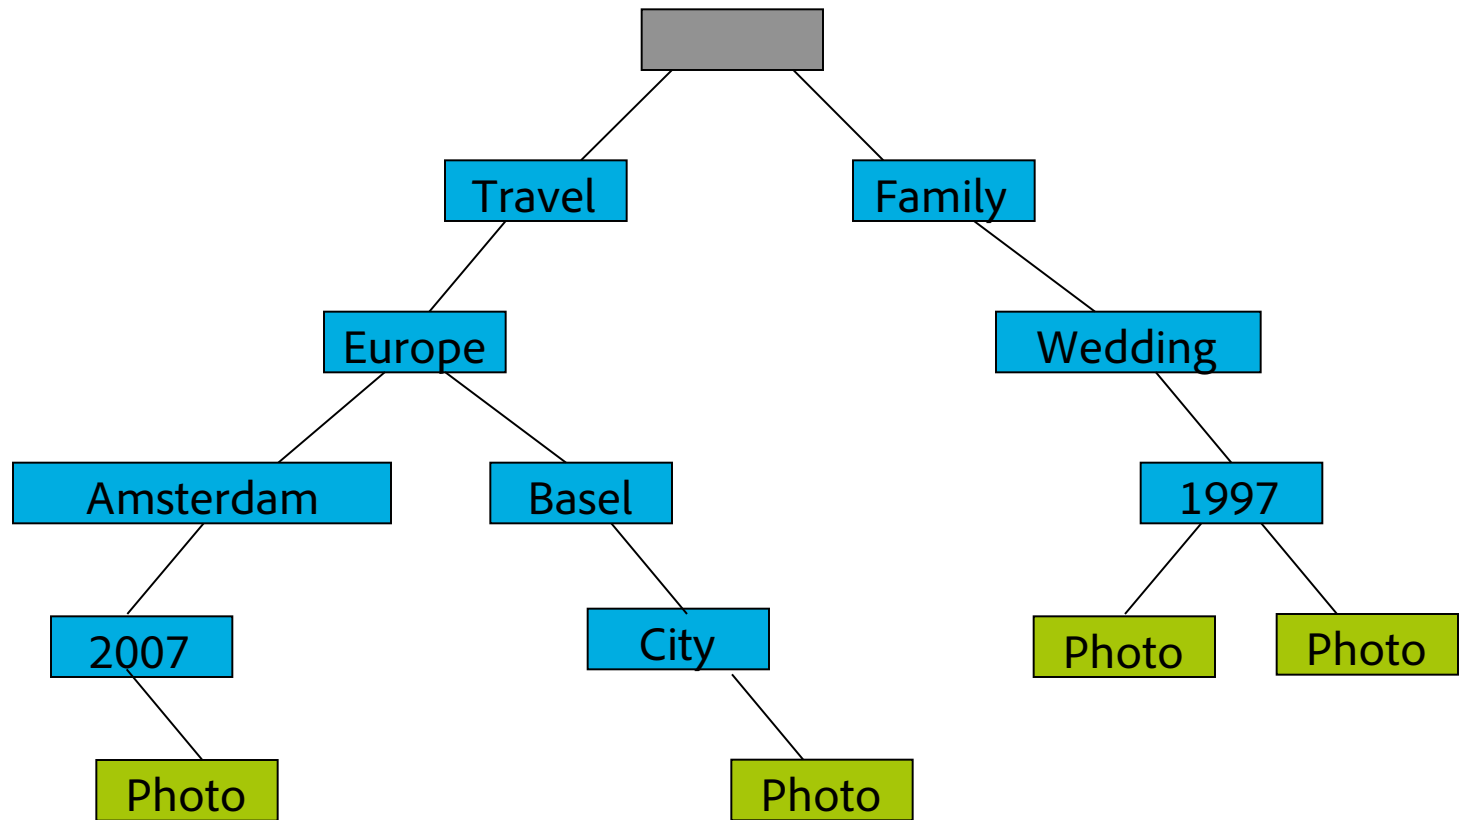 Travel
Family
Europe
Wedding
Amsterdam
Basel
1997
2007
City
Photo
Photo
Photo
Photo